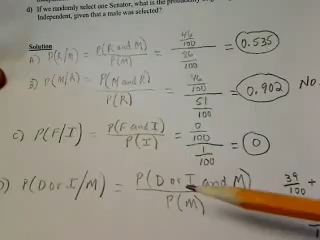 d) If we randomly select one Senator, what is the
Independent, given that a male was selected?
Solution
A) P(R/M) = P(R and M) / P(M) = 46/100 / 86/100 = 0.535
B) P(M/R) = P(M and R) / P(R) = 46/100 / 51/100 = 0.902 No
C) P(F/I) = P(F and I) / P(I) = 0/100 / 1/100 = 0
D) P(D or I/M) = P(D or I and M) / P(M) 39/100 +